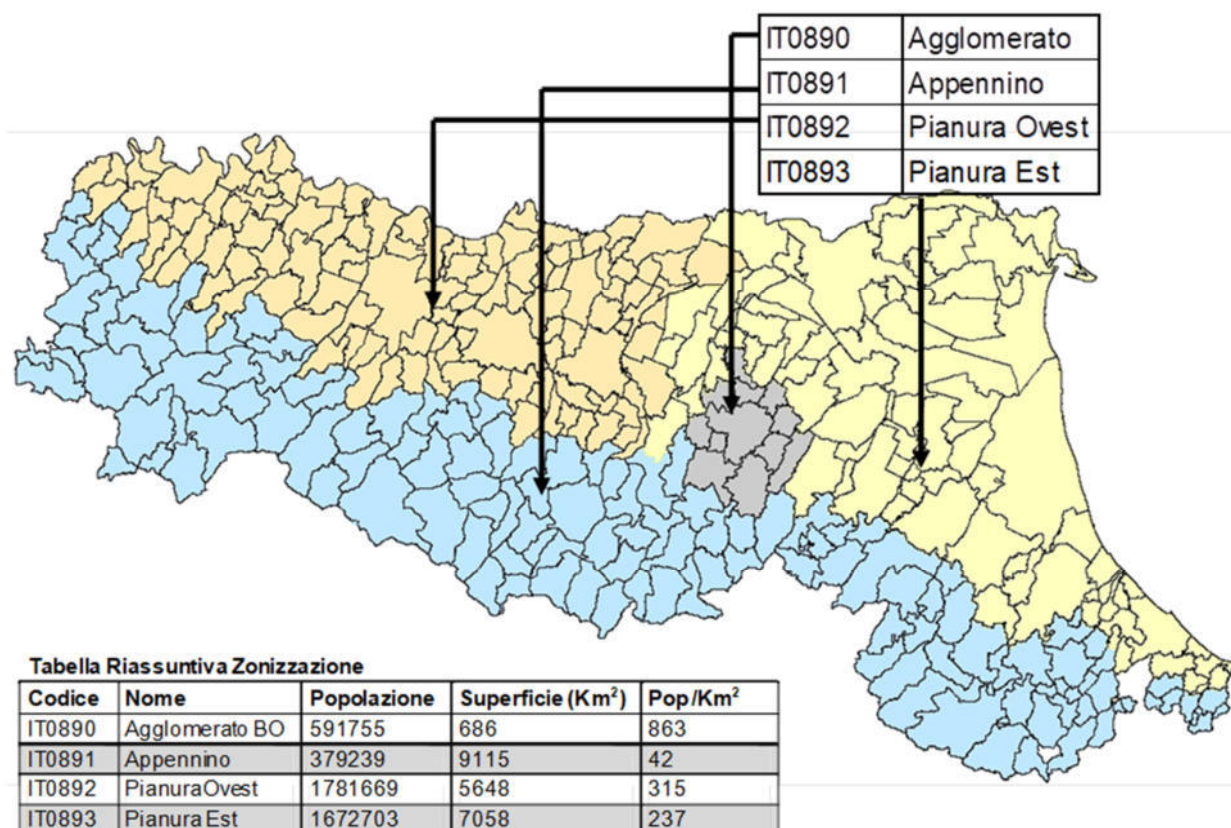 IT0890 Agglomerato
IT0891 Appennino
IT0892 Pianura Ovest
IT0893 Pianura Est
Tabella Riassuntiva Zonizzazione
Codice Nome Popolazione Superficie (Km²) Pop/Km²
IT0890 Agglomerato BO 591755 686 863
IT0891 Appennino 379239 9115 42
IT0892 PianuraOvest 1781669 5648 315
IT0893 Pianura Est 1672703 7058 237